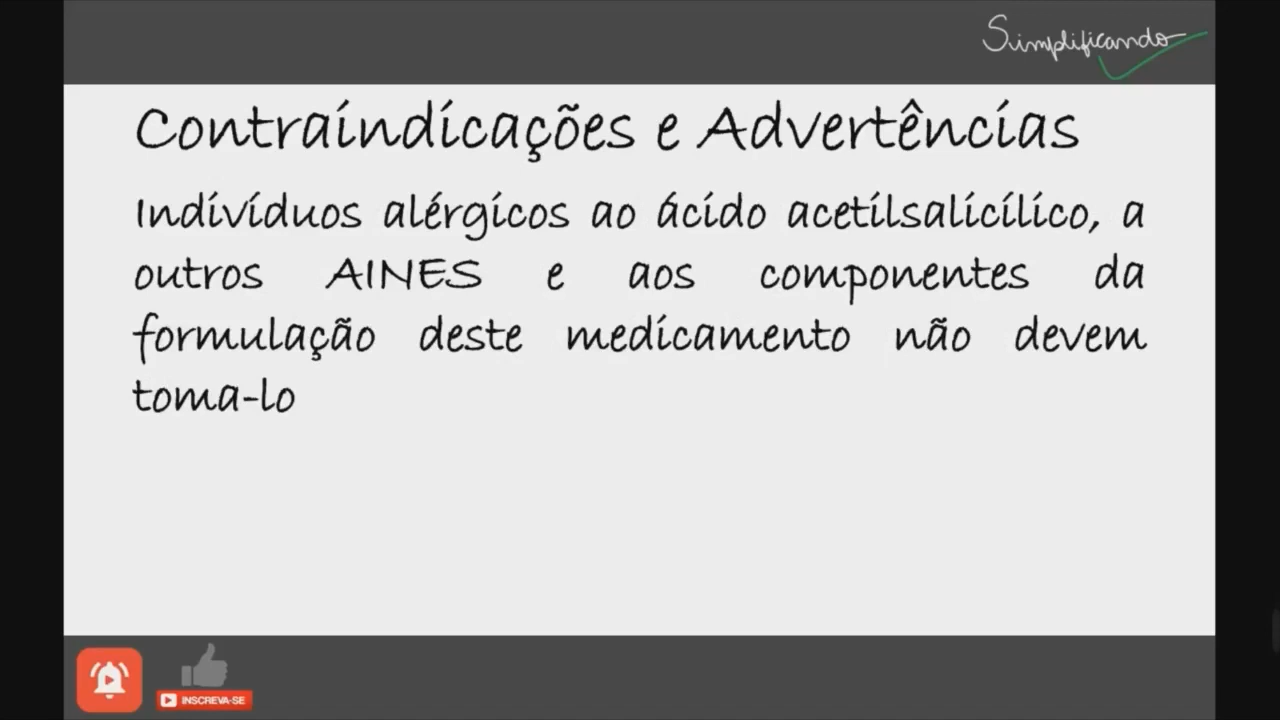 Simplificando
Contraindicações e Advertências
Indivíduos alérgicos ao ácido acetilsalicílico, a
outros AINES e aos componentes da
formulação deste medicamento não devem
toma-lo
INSCREVA-SE